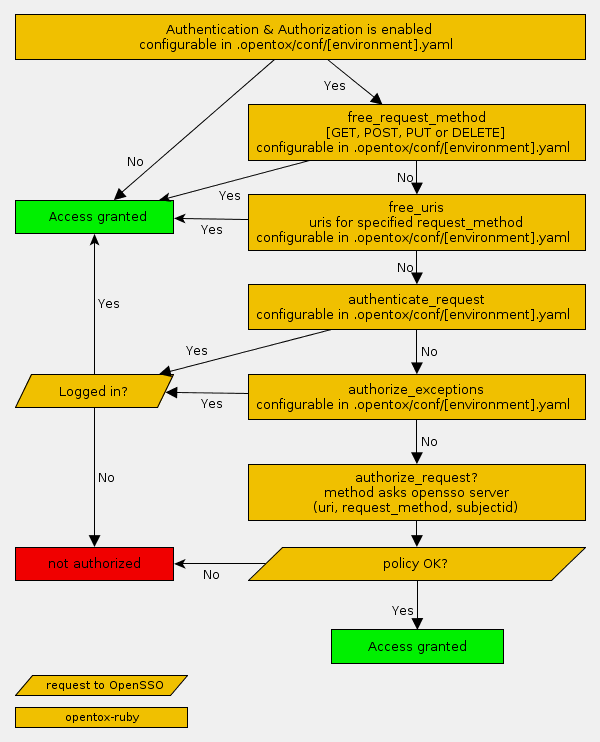 Authentication & Authorization is enabled
configurable in .opentox/conf/[environment].yaml
Yes
No
free_request_method
[GET, POST, PUT or DELETE]
configurable in .opentox/conf/[environment].yaml
Yes
No
Access granted
free_uris
uris for specified request_method
configurable in .opentox/conf/[environment].yaml
Yes
No
authenticate_request
configurable in .opentox/conf/[environment].yaml
Yes
Yes
No
Logged in?
authorize_exceptions
configurable in .opentox/conf/[environment].yaml
Yes
No
authorize_request?
method asks opensso server
(uri, request_method, subjectid)
No
not authorized
policy OK?
No
Yes
Access granted
request to OpenSSO
opentox-ruby